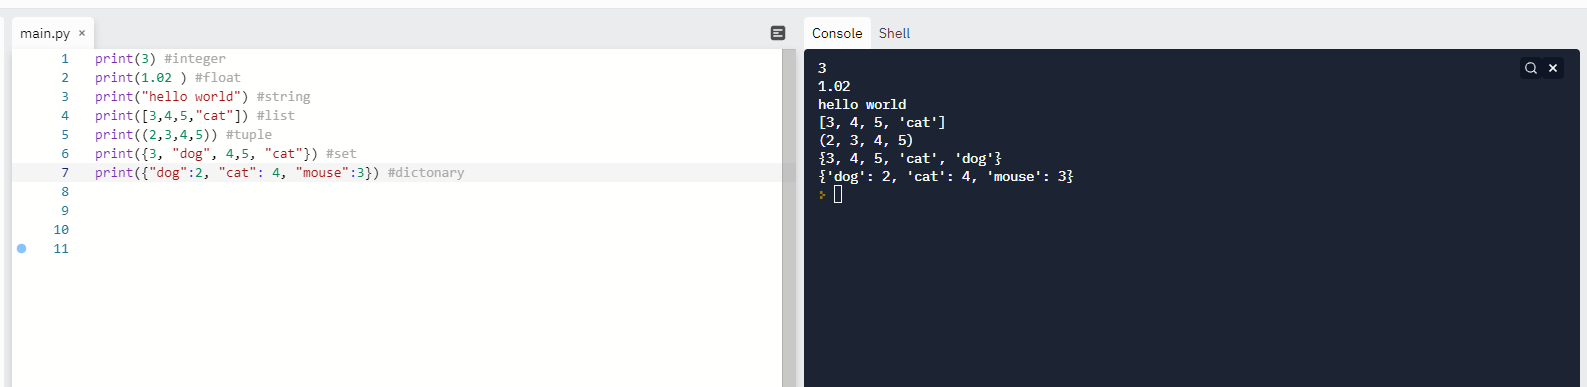 main.py ×
1 print(3) #integer
2 print(1.02 ) #float
3 print("hello world") #string
4 print([3,4,5,"cat"]) #list
5 print((2,3,4,5)) #tuple
6 print({3, "dog", 4,5, "cat"}) #set
7 print({"dog":2, "cat": 4, "mouse":3}) #dictonary
8
9
10
11
Console Shell
3
1.02
hello world
[3, 4, 5, 'cat']
(2, 3, 4, 5)
{3, 4, 5, 'cat', 'dog'}
{'dog': 2, 'cat': 4, 'mouse': 3}